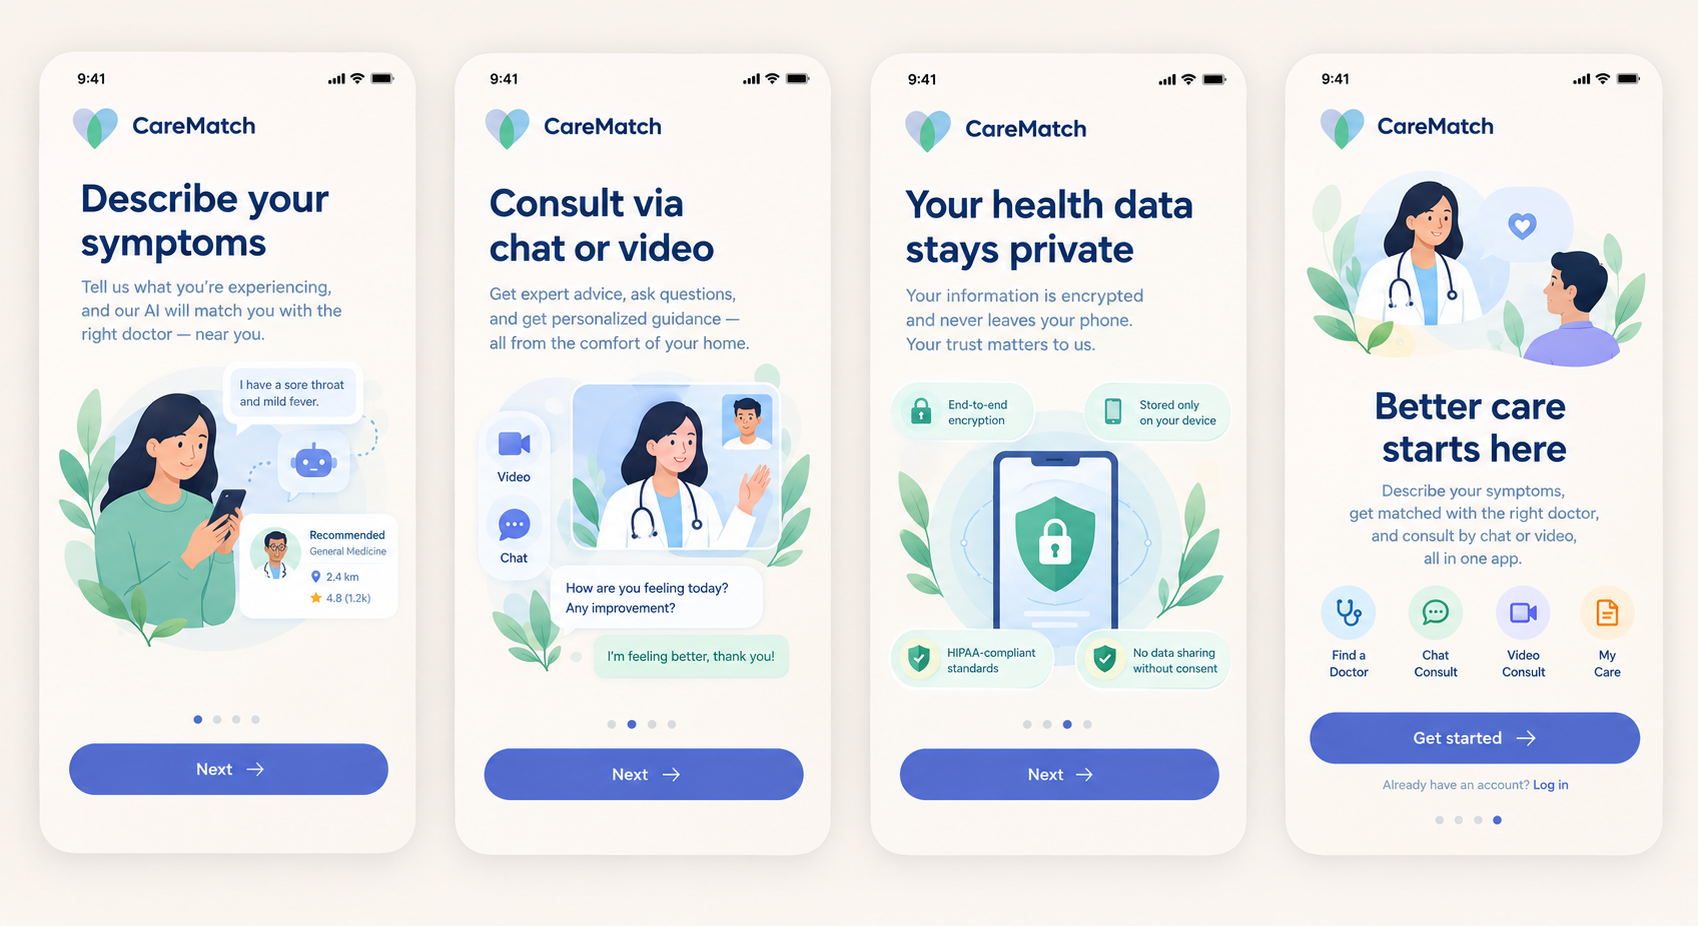 9:41
CareMatch
Describe your
symptoms
Tell us what you're experiencing,
and our AI will match you with the
right doctor — near you.
I have a sore throat
and mild fever.
Recommended
General Medicine
2.4 km
4.8 (1.2k)
Next
9:41
CareMatch
Consult via
chat or video
Get expert advice, ask questions,
and get personalized guidance —
all from the comfort of your home.
Video
Chat
How are you feeling today?
Any improvement?
I'm feeling better, thank you!
Next
9:41
CareMatch
Your health data
stays private
Your information is encrypted
and never leaves your phone.
Your trust matters to us.
End-to-end
encryption
Stored only
on your device
HIPAA-compliant
standards
No data sharing
without consent
Next
9:41
CareMatch
Better care
starts here
Describe your symptoms,
get matched with the right doctor,
and consult by chat or video,
all in one app.
Find a
Doctor
Chat
Consult
Video
Consult
My
Care
Get started
Already have an account? Log in